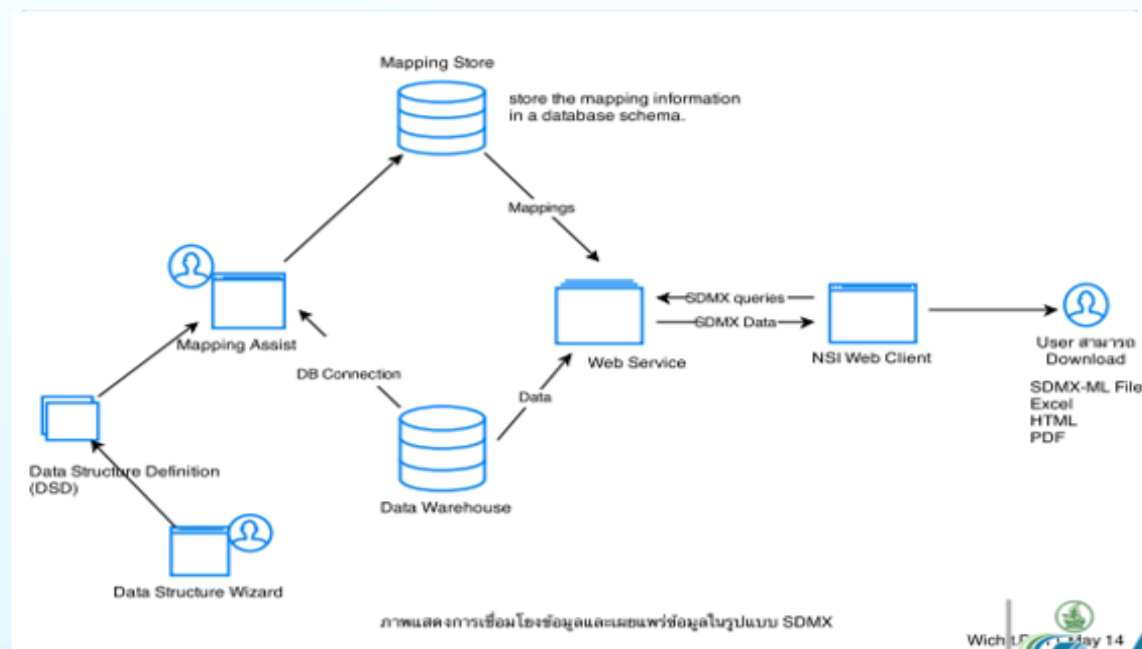 Mapping Store
store the mapping information
in a database schema.
Mappings
Mapping Assist
DB Connection
Web Service
SDMX queries
SDMX Data
NSI Web Client
User สามารถ
Download
SDMX-ML File
Excel
HTML
PDF
Data
Data Structure Definition
(DSD)
Data Warehouse
Data Structure Wizard
ภาพแสดงการเชื่อมโยงข้อมูลและเผยแพร่ข้อมูลในรูปแบบ SDMX
May 14